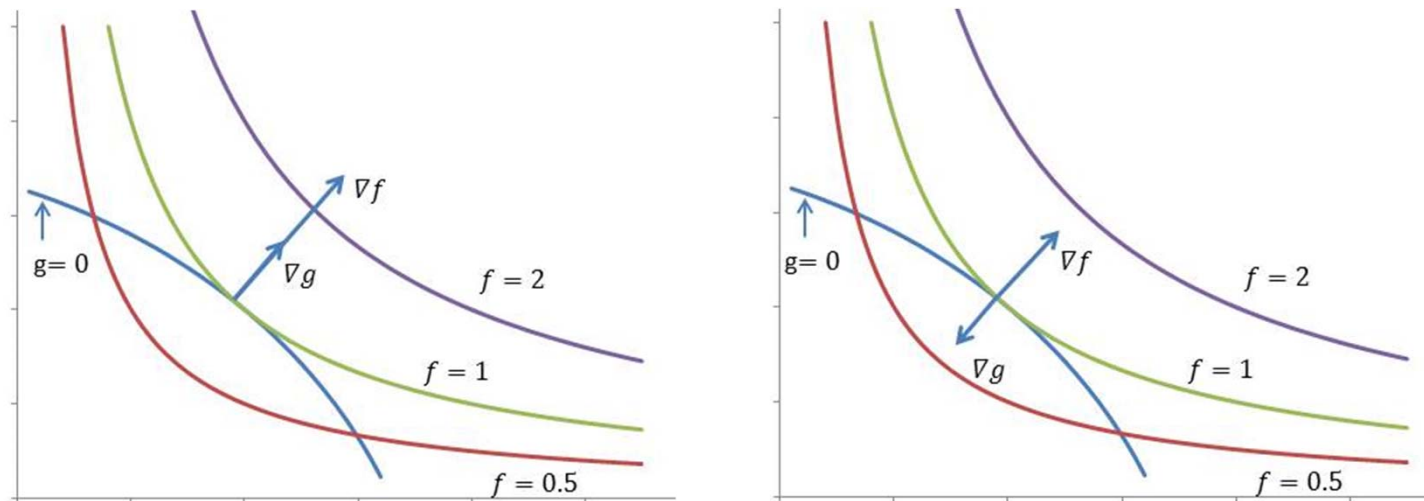 ∇f
g= 0
∇g
f = 2
f = 1
f = 0.5
g= 0
∇f
f = 2
∇g
f = 1
f = 0.5